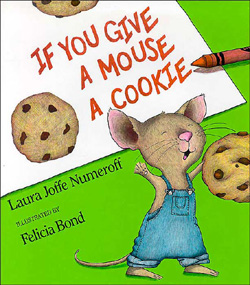 IF YOU GIVE
A MOUSE
A COOKIE
Laura Joffe Numeroff
ILLUSTRATED BY
Felicia Bond